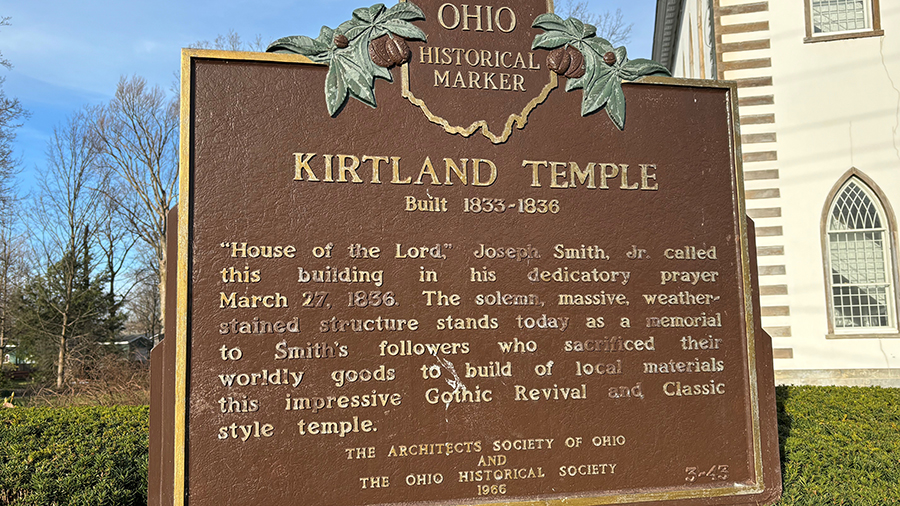 OHIO
HISTORICAL
MARKER
KIRTLAND TEMPLE
Built 1833-1836
"House of the Lord," Joseph Smith, Jr. called
this building in his dedicatory prayer
March 27, 1836. The solemn, massive, weather-
stained structure stands today as a memorial
to Smith's followers who sacrificed their
worldly goods to build of local materials
this impressive Gothic Revival and Classic
style temple.
THE ARCHITECTS SOCIETY OF OHIO
AND
THE OHIO HISTORICAL SOCIETY
1966
3-43